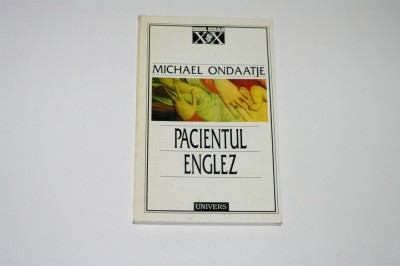 XX
MICHAEL ONDAATJE
PACIENTUL
ENGLEZ
UNIVERS